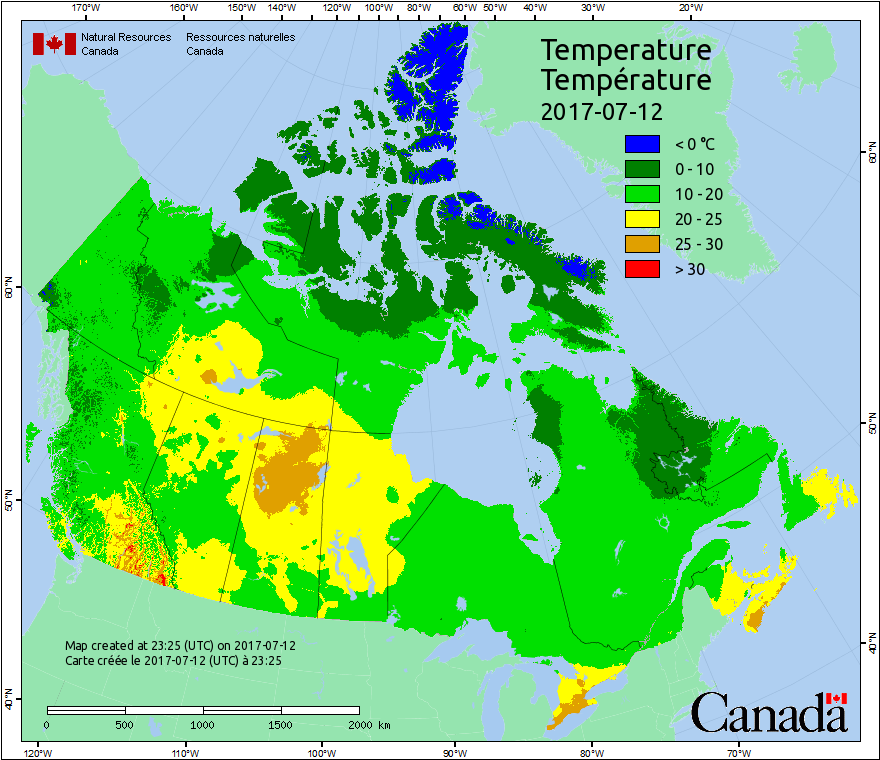 170°W 160°W 150°W 140°W 120°W 100°W 80°W 60°W 50°W 40°W 30°W 20°W
Natural Resources Ressources naturelles
Canada Canada
Temperature
Température
2017-07-12
< 0 °C
0 - 10
10 - 20
20 - 25
25 - 30
> 30
60°N
60°N
50°N
50°N
40°N
40°N
Map created at 23:25 (UTC) on 2017-07-12
Carte créée le 2017-07-12 (UTC) à 23:25
0 500 1000 1500 2000 km
Canada
120°W 110°W 100°W 90°W 80°W 70°W